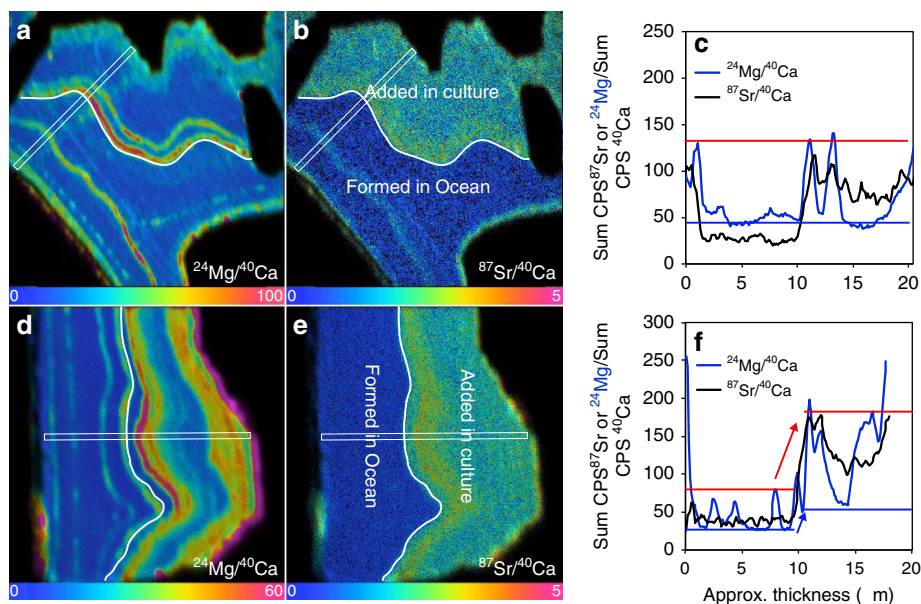 a
b
Added in culture
Formed in Ocean
²⁴Mg/⁴⁰Ca
⁸⁷Sr/⁴⁰Ca
0 100
0 5
c
Sum CPS⁸⁷Sr or ²⁴Mg/Sum
CPS ⁴⁰Ca
250
200
150
100
50
0
²⁴Mg/⁴⁰Ca
⁸⁷Sr/⁴⁰Ca
0 5 10 15 20
d
e
Formed in Ocean
Added in culture
²⁴Mg/⁴⁰Ca
⁸⁷Sr/⁴⁰Ca
0 60
0 5
f
Sum CPS⁸⁷Sr or ²⁴Mg/Sum
CPS ⁴⁰Ca
300
250
200
150
100
50
0
²⁴Mg/⁴⁰Ca
⁸⁷Sr/⁴⁰Ca
0 5 10 15 20
Approx. thickness ( m)